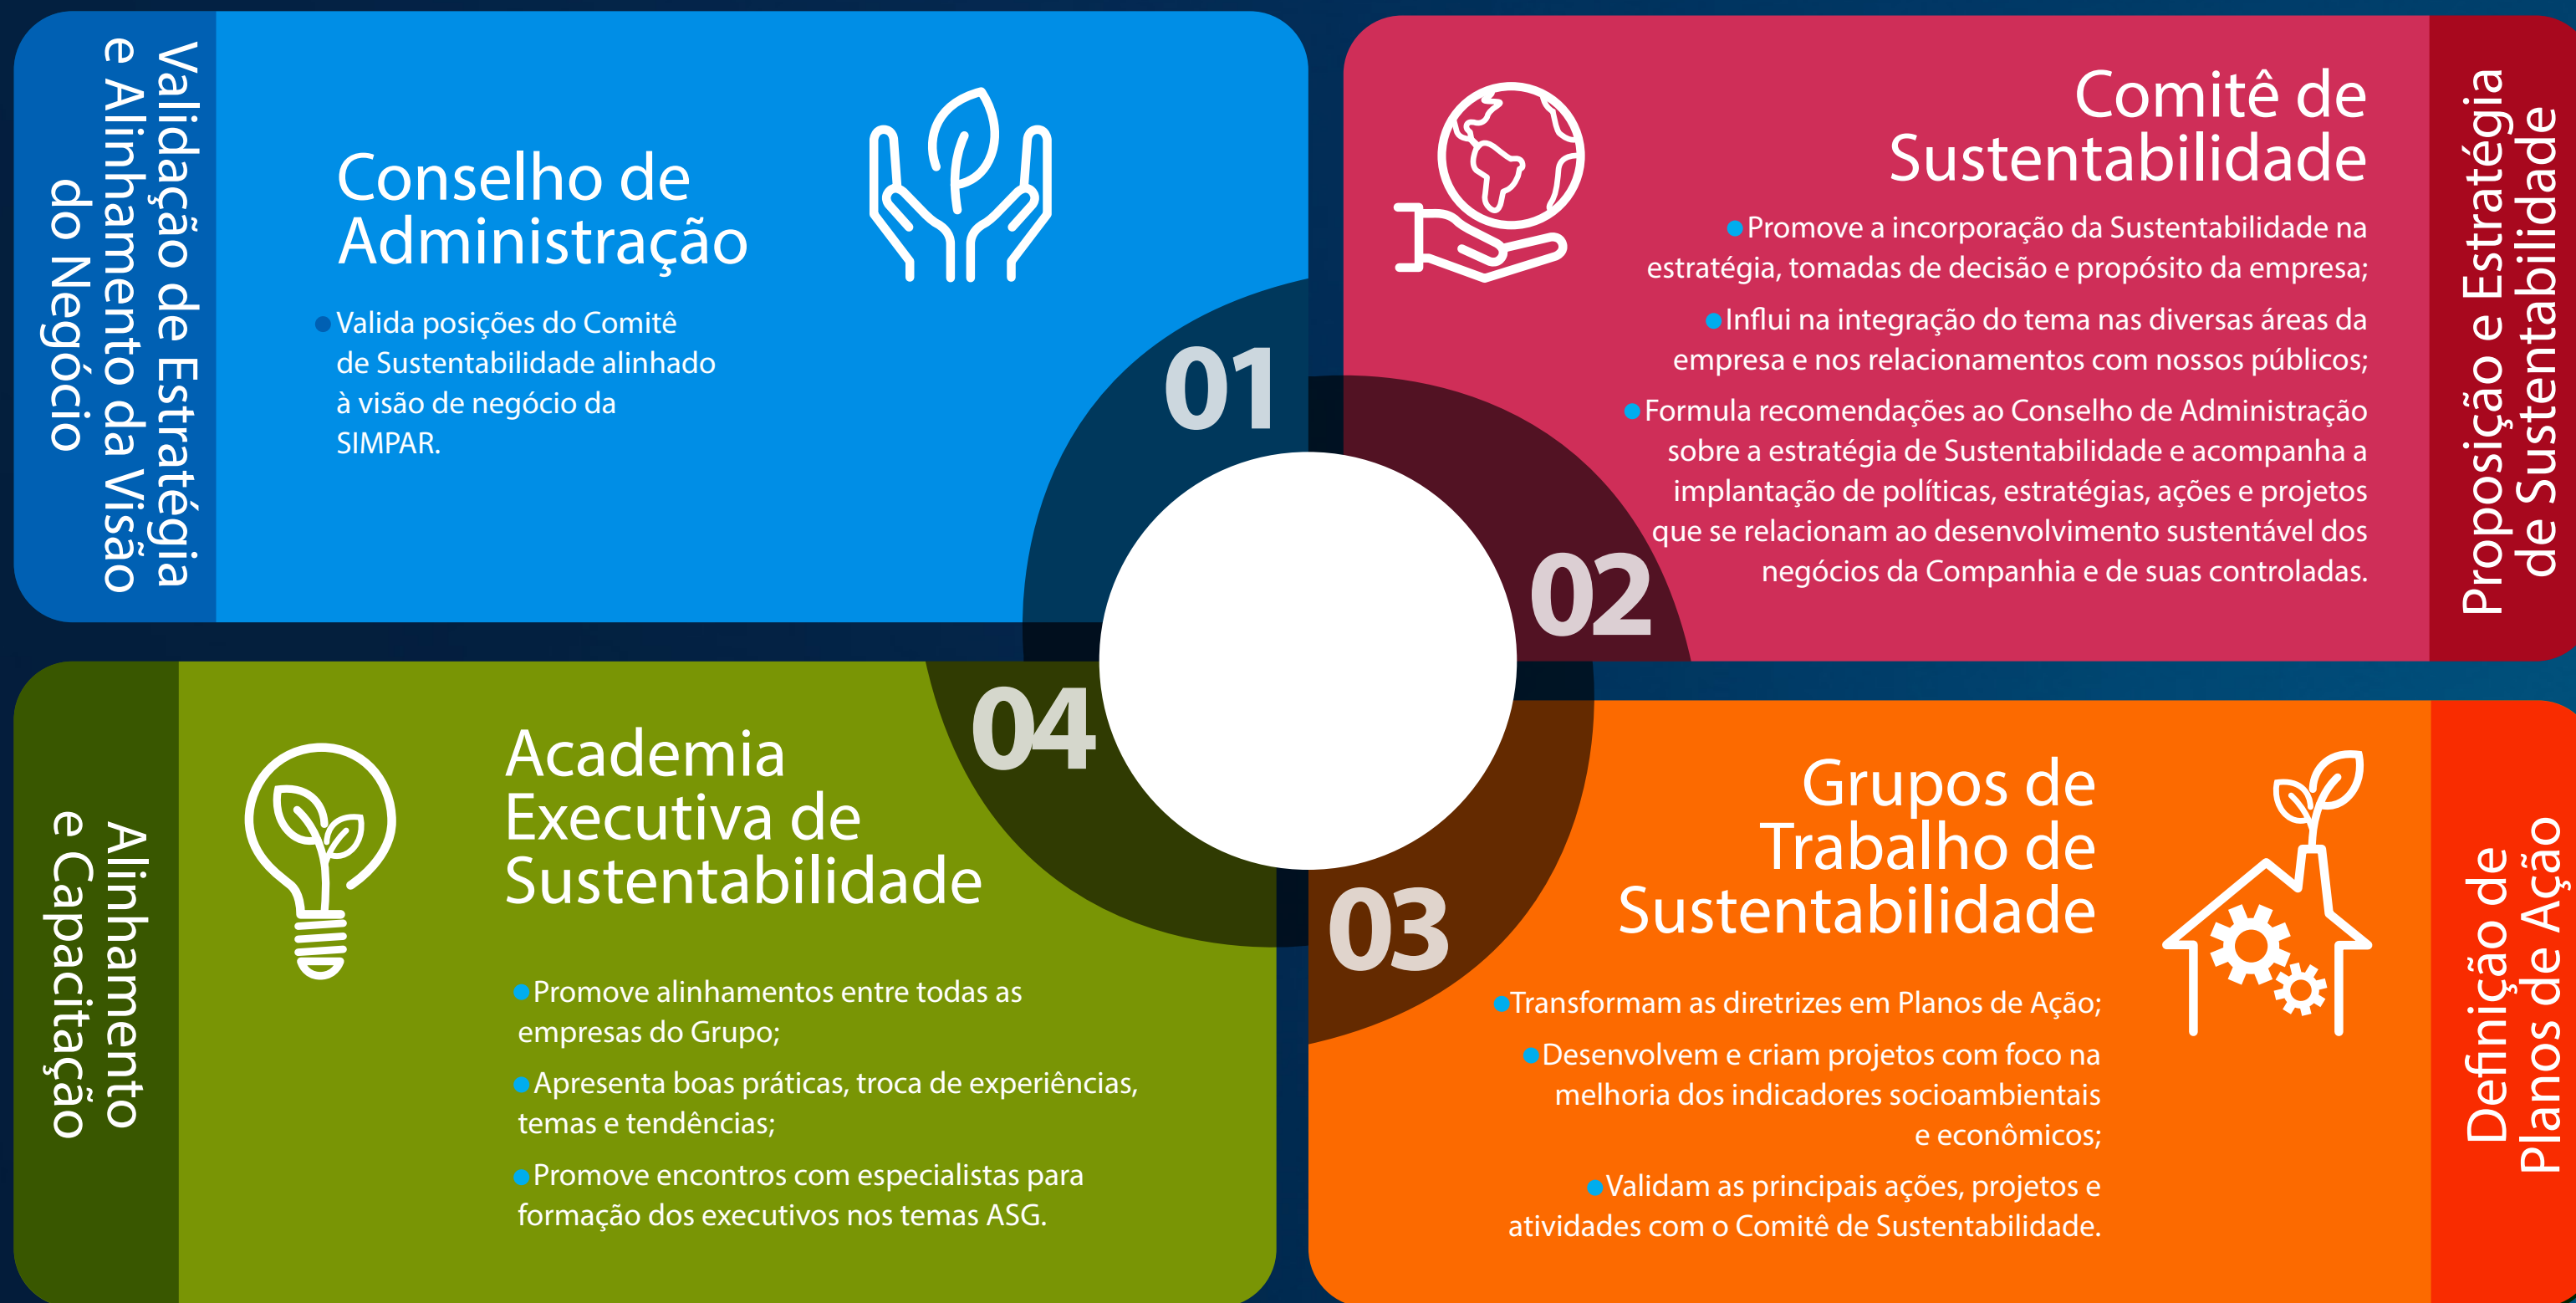 Validação de Estratégia
e Alinhamento da Visão
do Negócio
Conselho de
Administração
Valida posições do Comitê
de Sustentabilidade alinhado
à visão de negócio da
SIMPAR.
01
Comitê de
Sustentabilidade
Promove a incorporação da Sustentabilidade na
estratégia, tomadas de decisão e propósito da empresa;
Influi na integração do tema nas diversas áreas da
empresa e nos relacionamentos com nossos públicos;
Formula recomendações ao Conselho de Administração
sobre a estratégia de Sustentabilidade e acompanha a
implantação de políticas, estratégias, ações e projetos
que se relacionam ao desenvolvimento sustentável dos
negócios da Companhia e de suas controladas.
02
Proposição e Estratégia
de Sustentabilidade
Grupos de
Trabalho de
Sustentabilidade
Transformam as diretrizes em Planos de Ação;
Desenvolvem e criam projetos com foco na
melhoria dos indicadores socioambientais
e econômicos;
Validam as principais ações, projetos e
atividades com o Comitê de Sustentabilidade.
03
Definição de
Planos de Ação
Alinhamento
e Capacitação
Academia
Executiva de
Sustentabilidade
Promove alinhamentos entre todas as
empresas do Grupo;
Apresenta boas práticas, troca de experiências,
temas e tendências;
Promove encontros com especialistas para
formação dos executivos nos temas ASG.
04